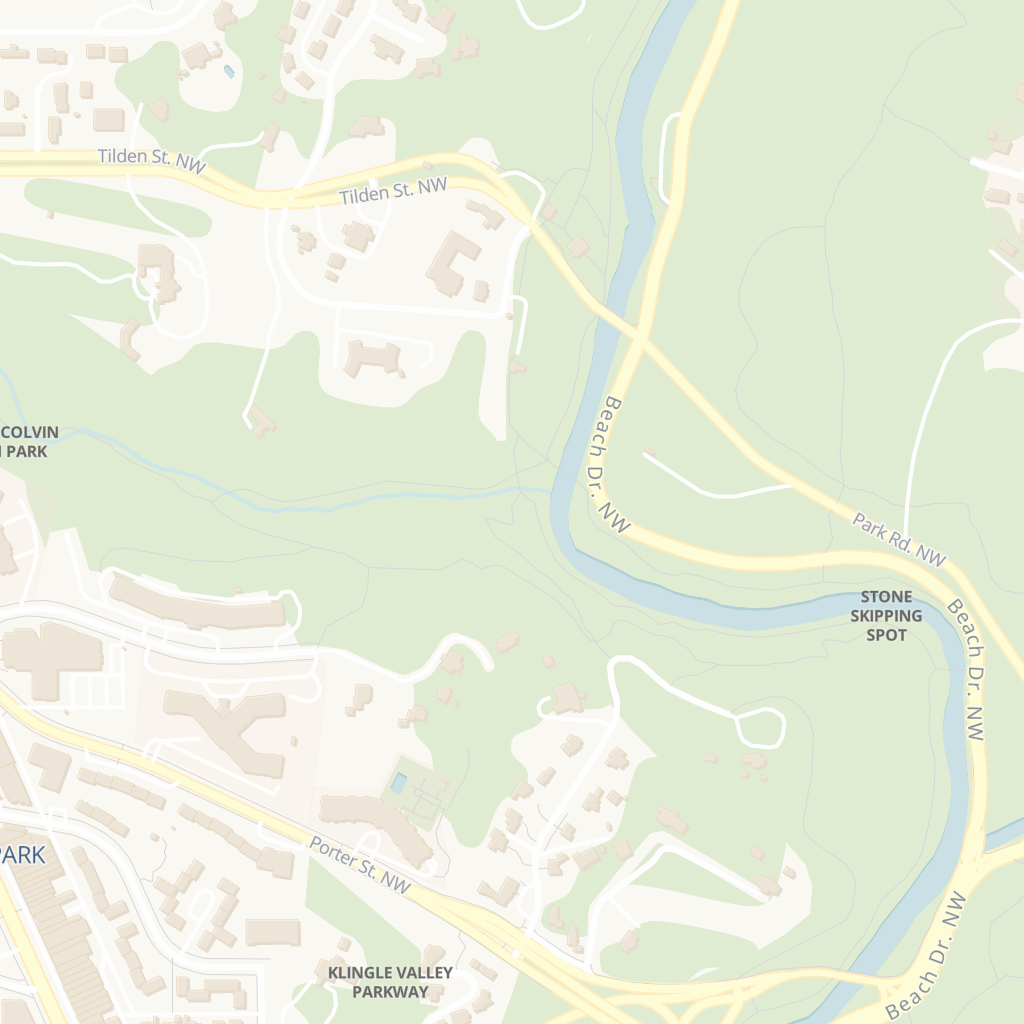 Tilden St. NW
Tilden St. NW
Beach Dr. NW
COLVIN
PARK
Park Rd. NW
STONE
SKIPPING
SPOT
Beach Dr. NW
Porter St. NW
PARK
Beach Dr. NW
KLINGLE VALLEY
PARKWAY